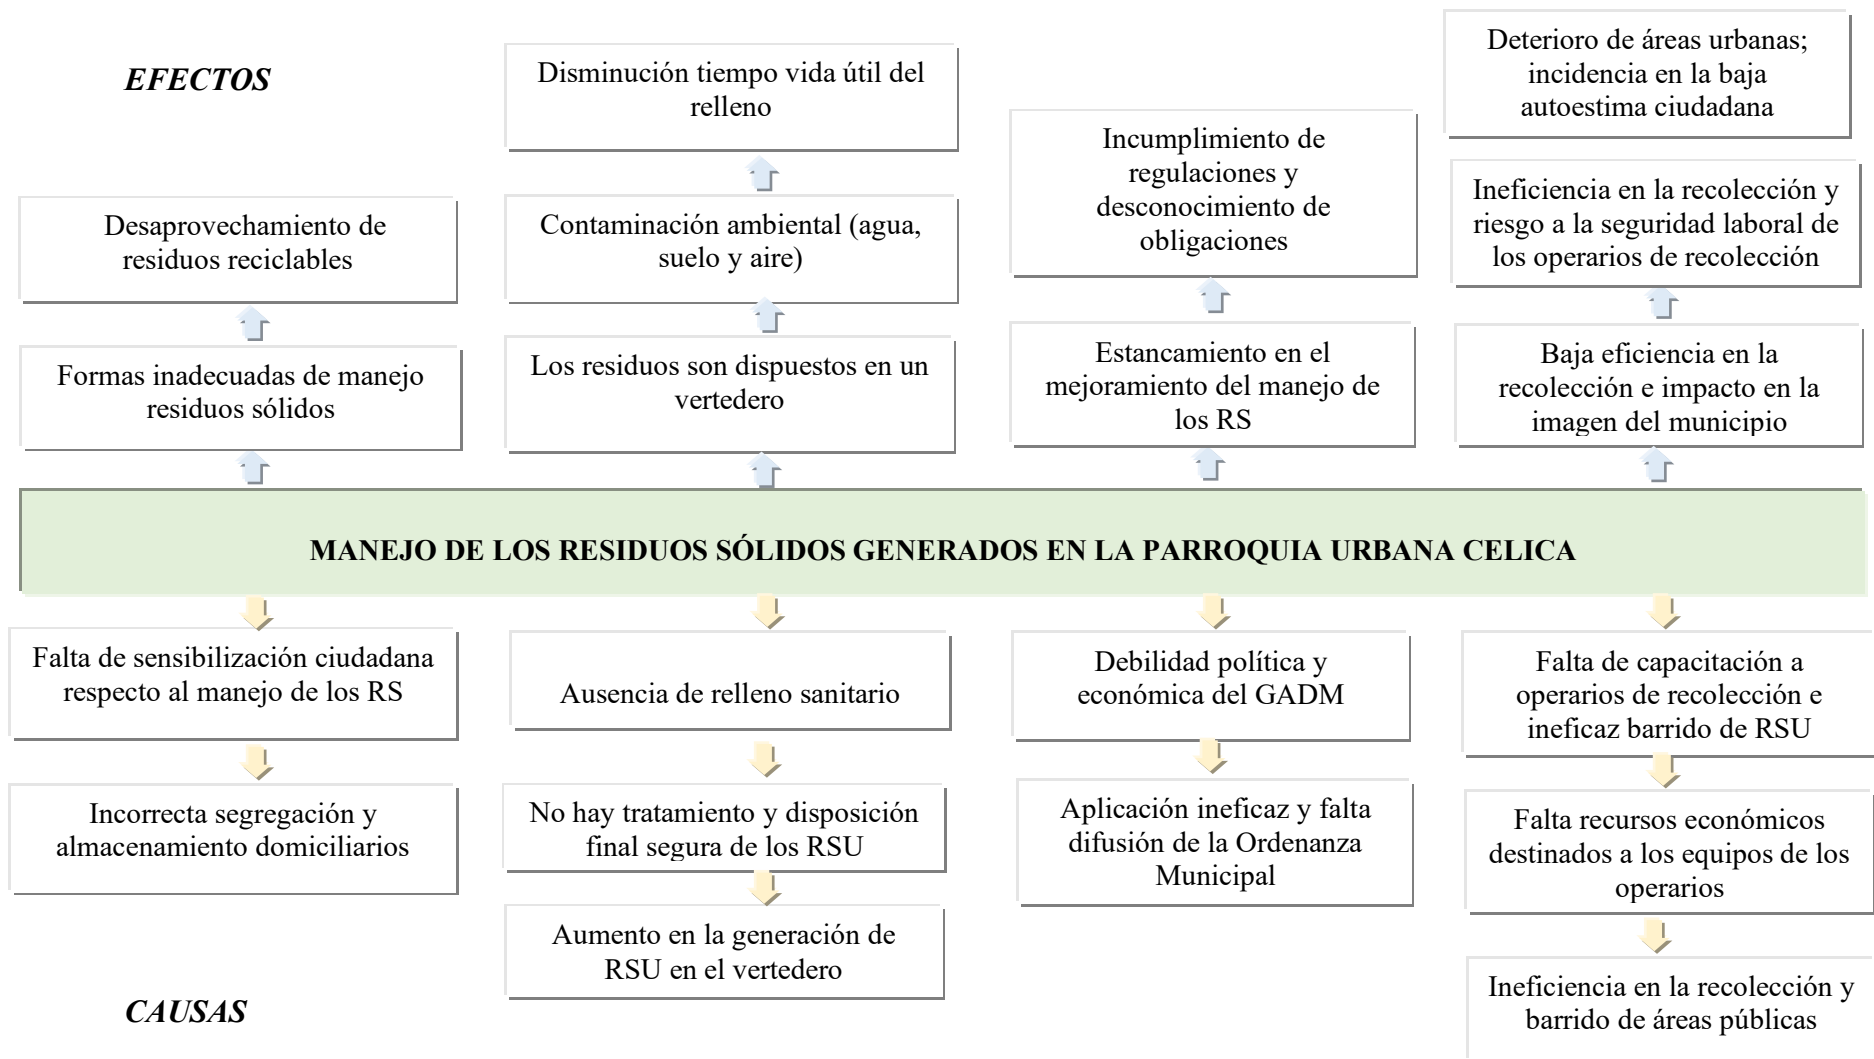 EFECTOS
Disminución tiempo vida útil del
relleno
Deterioro de áreas urbanas;
incidencia en la baja
autoestima ciudadana
Desaprovechamiento de
residuos reciclables
Contaminación ambiental (agua,
suelo y aire)
Incumplimiento de
regulaciones y
desconocimiento de
obligaciones
Ineficiencia en la recolección y
riesgo a la seguridad laboral de
los operarios de recolección
Formas inadecuadas de manejo
residuos sólidos
Los residuos son dispuestos en un
vertedero
Estancamiento en el
mejoramiento del manejo de
los RS
Baja eficiencia en la
recolección e impacto en la
imagen del municipio
MANEJO DE LOS RESIDUOS SÓLIDOS GENERADOS EN LA PARROQUIA URBANA CELICA
Falta de sensibilización ciudadana
respecto al manejo de los RS
Ausencia de relleno sanitario
Debilidad política y
económica del GADM
Falta de capacitación a
operarios de recolección e
ineficaz barrido de RSU
Incorrecta segregación y
almacenamiento domiciliarios
No hay tratamiento y disposición
final segura de los RSU
Aplicación ineficaz y falta
difusión de la Ordenanza
Municipal
Falta recursos económicos
destinados a los equipos de los
operarios
Aumento en la generación de
RSU en el vertedero
Ineficiencia en la recolección y
barrido de áreas públicas
CAUSAS